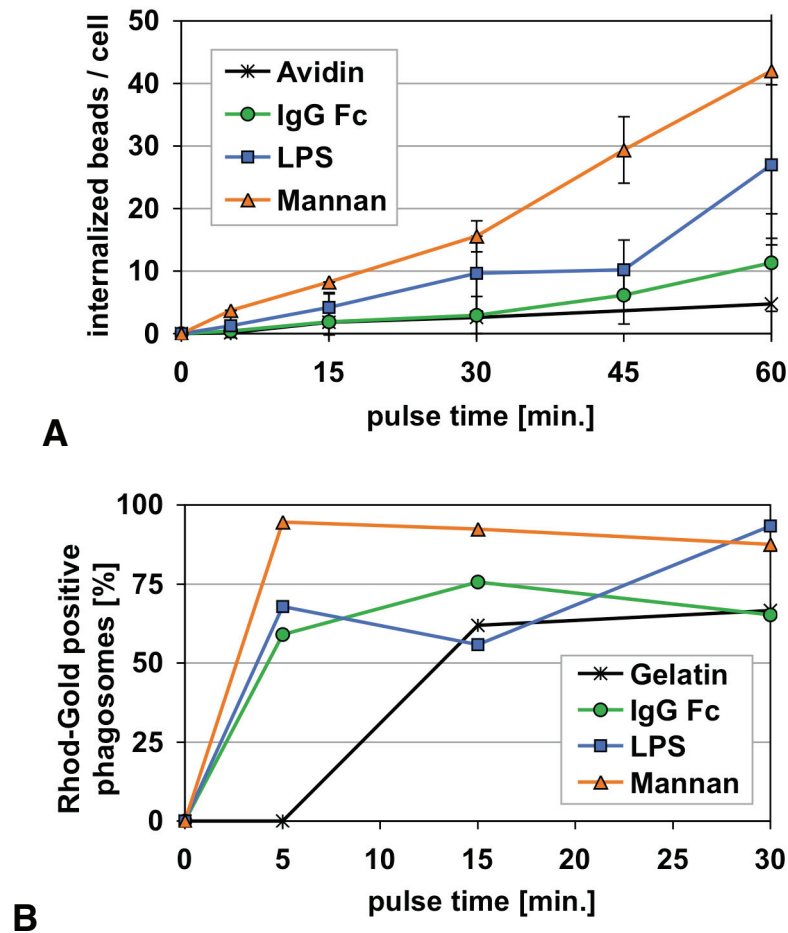 internalized beads / cell
50
40
30
20
10
0
Avidin
IgG Fc
LPS
Mannan
0 15 30 45 60
pulse time [min.]
A
Rhod-Gold positive
phagosomes [%]
100
75
50
25
0
Gelatin
IgG Fc
LPS
Mannan
0 5 10 15 20 25 30
pulse time [min.]
B